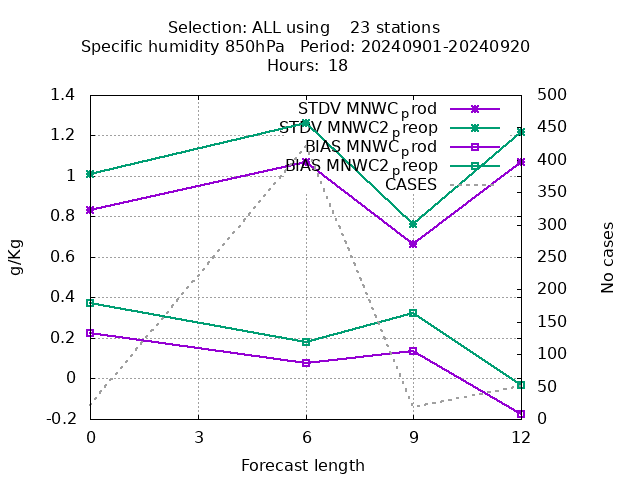 Selection: ALL using    23 stations
Specific humidity 850hPa   Period: 20240901-20240920
Hours:  18
STDV MNWC_prod
STDV MNWC2_preop
BIAS MNWC_prod
BIAS MNWC2_preop
CASES
1.4
1.2
1
0.8
0.6
0.4
0.2
0
-0.2
500
450
400
350
300
250
200
150
100
50
0
g/Kg
No cases
0 3 6 9 12
Forecast length